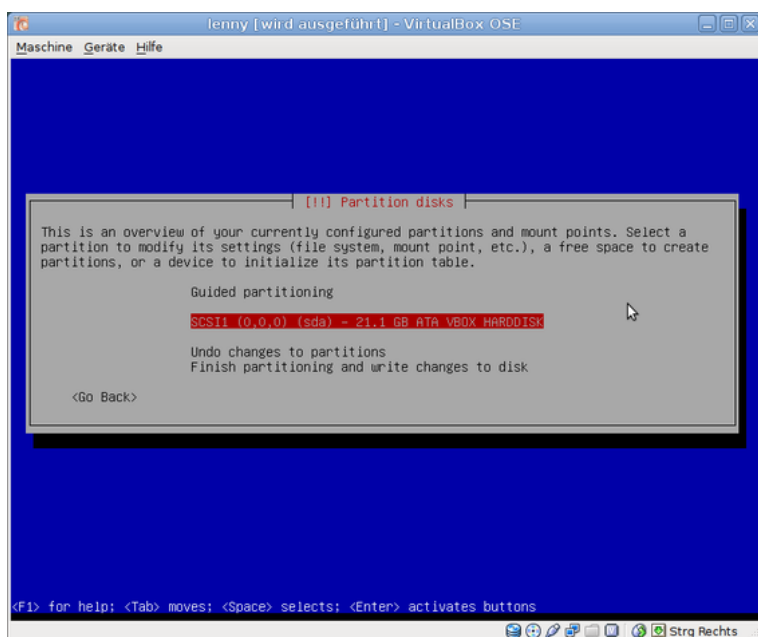 lenny [wird ausgeführt] - VirtualBox OSE
Maschine Geräte Hilfe
[!!] Partition disks
This is an overview of your currently configured partitions and mount points. Select a
partition to modify its settings (file system, mount point, etc.), a free space to create
partitions, or a device to initialize its partition table.
Guided partitioning
SCSI1 (0,0,0) (sda) - 21.1 GB ATA VBOX HARDDISK
Undo changes to partitions
Finish partitioning and write changes to disk
<Go Back>
<F1> for help; <Tab> moves; <Space> selects; <Enter> activates buttons
Strg Rechts